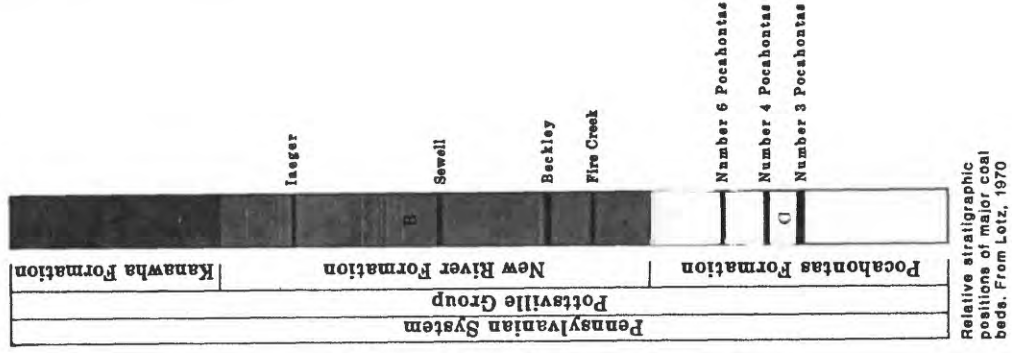 Pennsylvanian System
Pottsville Group
Kanawha Formation
New River Formation
Pocahontas Formation
B
C
Iaeger
Sewell
Beckley
Fire Creek
Number 6 Pocahontas
Number 4 Pocahontas
Number 3 Pocahontas
Relative stratigraphic
positions of major coal
beds. From Lotz, 1970